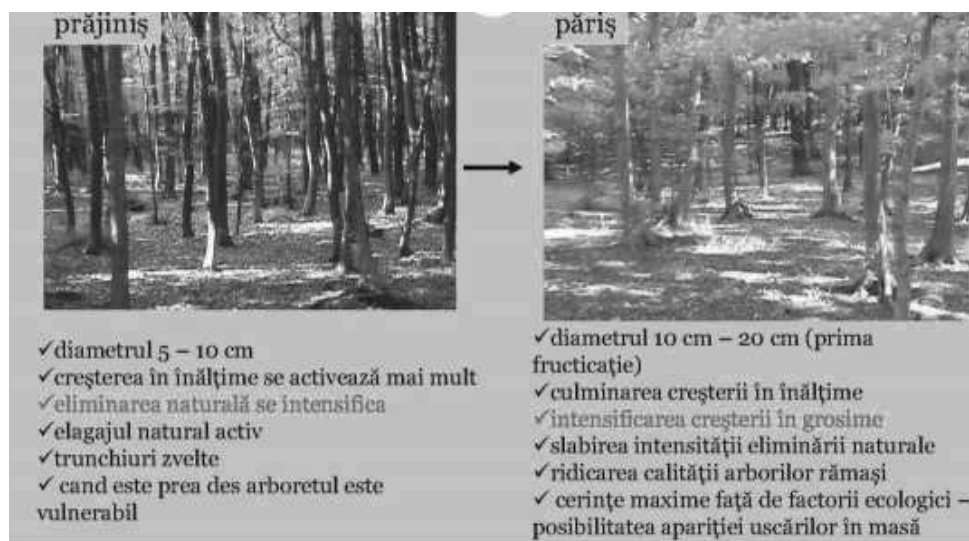 prăjiniş
păriş
✓diametrul 5 – 10 cm
✓creşterea în înălţime se activează mai mult
✓eliminarea naturală se intensifica
✓elagajul natural activ
✓trunchiuri zvelte
✓ cand este prea des arboretul este
vulnerabil
✓diametrul 10 cm – 20 cm (prima
fructicaţie)
✓culminarea creşterii în înălţime
✓intensificarea creşterii în grosime
✓slabirea intensităţii eliminării naturale
✓ridicarea calităţii arborilor rămaşi
✓ cerinţe maxime faţă de factorii ecologici –
posibilitatea apariţiei uscărilor în masă